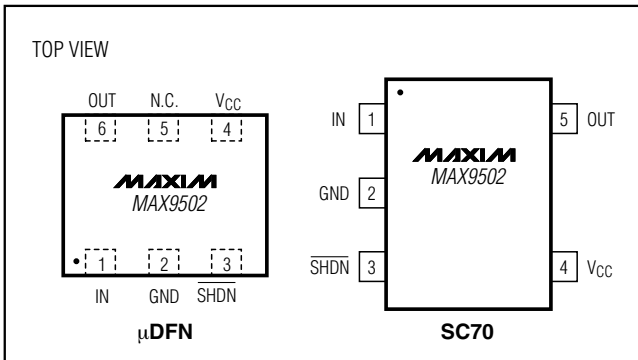 TOP VIEW
OUT N.C. VCC
6 5 4
MAXIM
MAX9502
1 2 3
IN GND SHDN
µDFN
IN 1 5 OUT
MAXIM
MAX9502
GND 2
SHDN 3 4 VCC
SC70